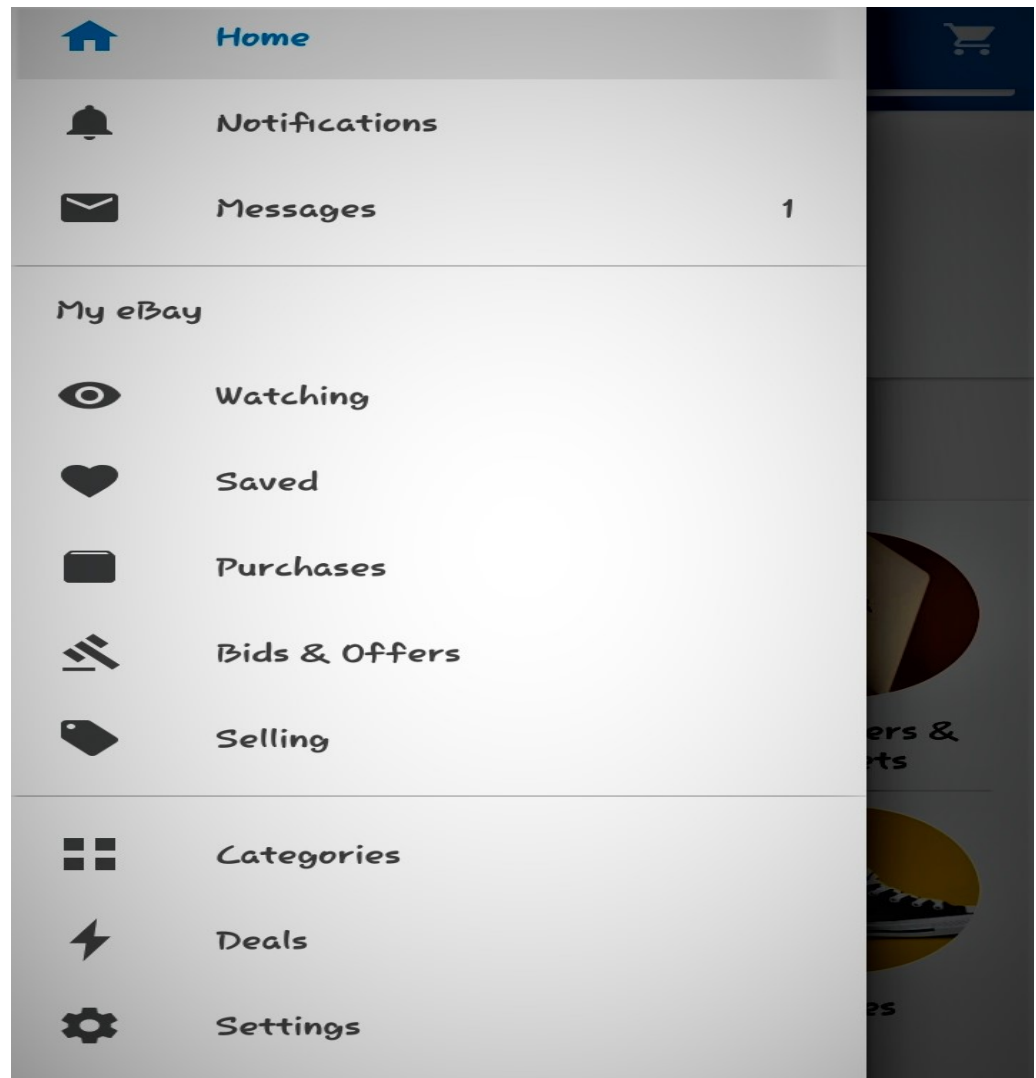 Home
Notifications
Messages 1
My eBay
Watching
Saved
Purchases
Bids & Offers
Selling
Categories
Deals
Settings
&